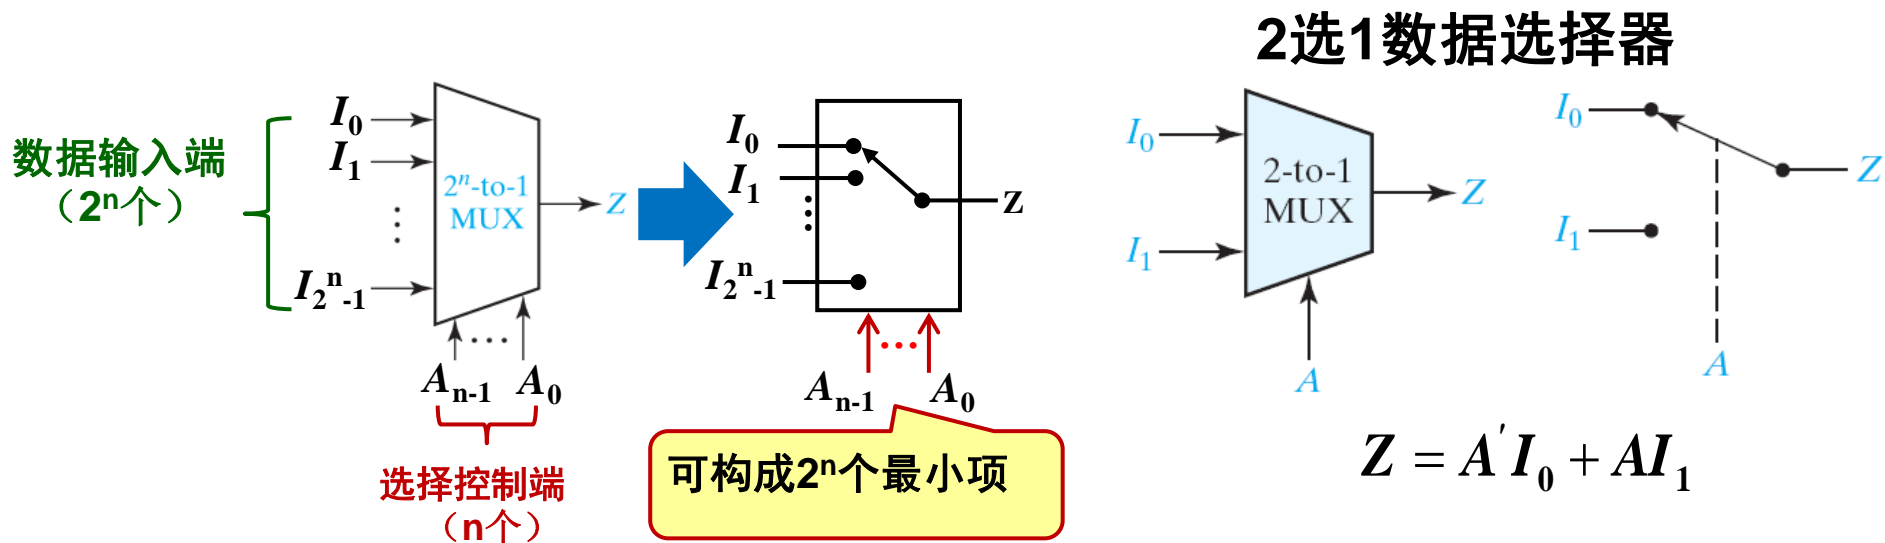 2选1数据选择器
数据输入端
（2ⁿ个）
I₀
I₁
⋮
I₂ⁿ₋₁
2ⁿ-to-1
MUX
Z
Aₙ₋₁
…
A₀
选择控制端
（n个）
I₀
I₁
⋮
I₂ⁿ₋₁
Z
Aₙ₋₁
…
A₀
可构成2ⁿ个最小项
I₀
I₁
2-to-1
MUX
Z
A
I₀
I₁
Z
A
Z = A′I₀ + AI₁